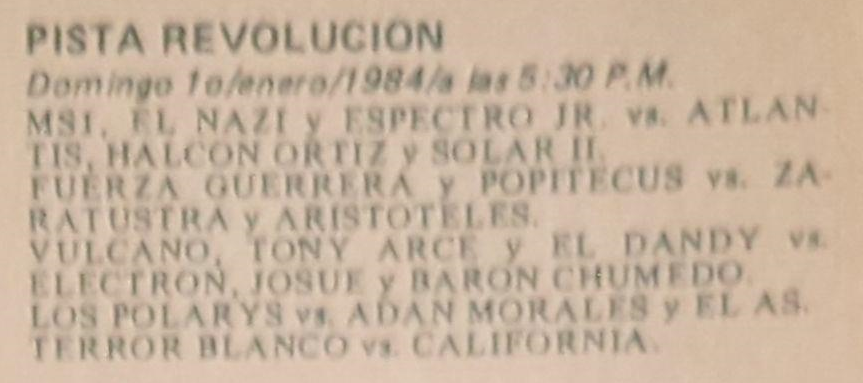 PISTA REVOLUCION
Domingo 1o/enero/1984/a las 5:30 P.M.
MS1, EL NAZI y ESPECTRO JR. vs. ATLAN-
TIS, HALCON ORTIZ y SOLAR II.
FUERZA GUERRERA y POPITECUS vs. ZA-
RATUSTRA y ARISTOTELES.
VULCANO, TONY ARCE y EL DANDY vs.
ELECTRON, JOSUE y BARON CHUMEDO.
LOS POLARYS vs. ADAN MORALES y EL AS.
TERROR BLANCO vs. CALIFORNIA.